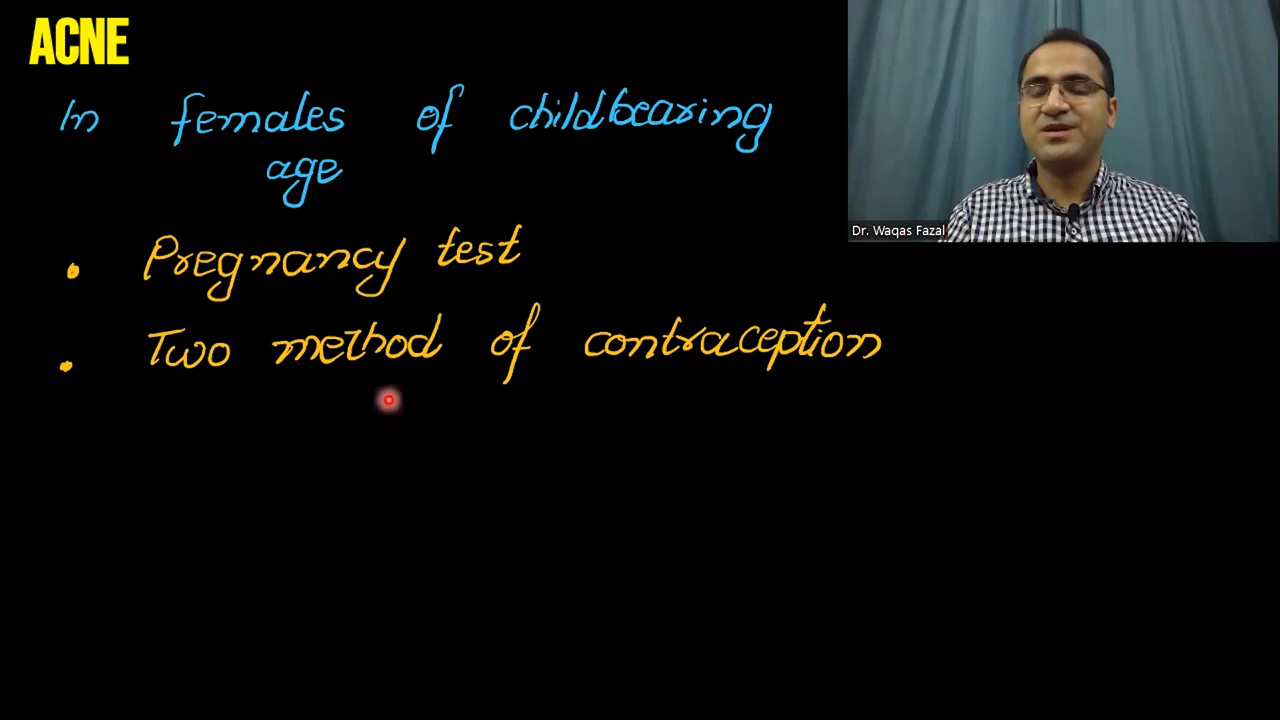 ACNE
In females of childbearing
age
• Pregnancy test
• Two method of contraception
Dr. Waqas Fazal